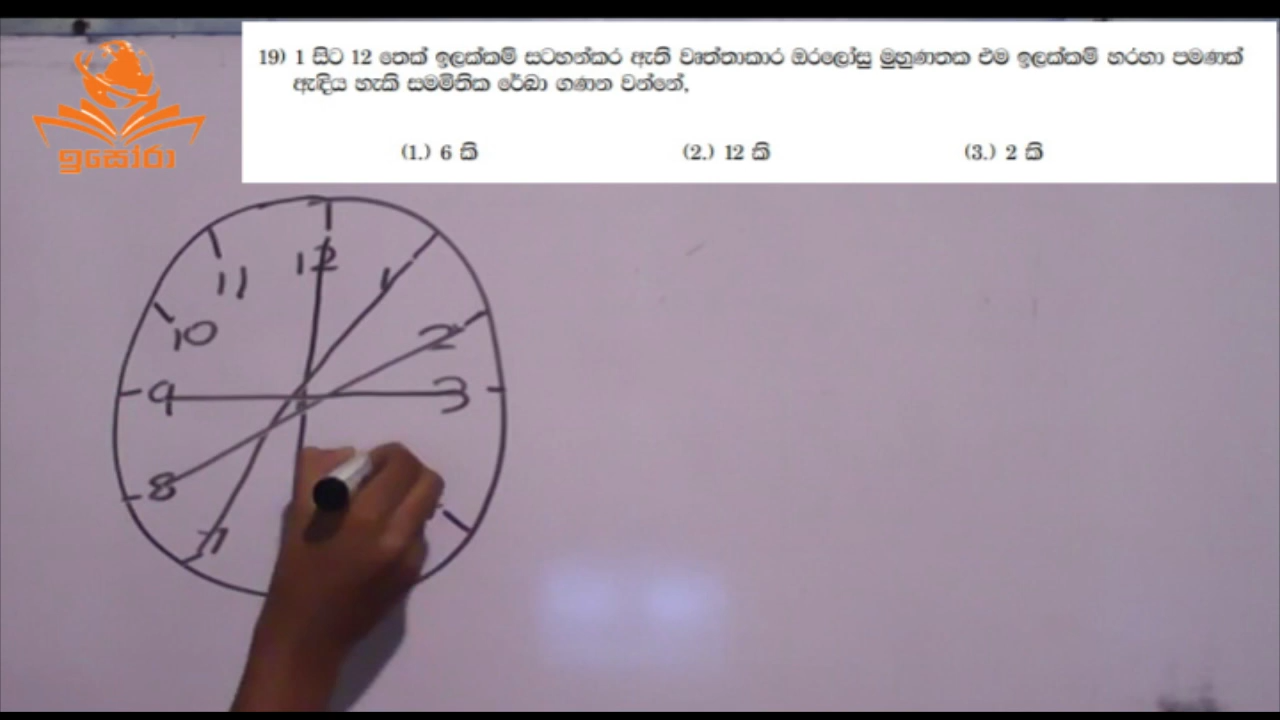 19) 1 සිට 12 තෙක් ඉලක්කම් සටහන්කර ඇති වෘත්තාකාර ඔරලෝසු මුහුණතක එම ඉලක්කම් හරහා පමණක්
ඇඳිය හැකි සමමිතික රේඛා ගණන වන්නේ,
(1.) 6 කි (2.) 12 කි (3.) 2 කි
ඉසෝරා
12
11 1
10 2
9 3
8
7